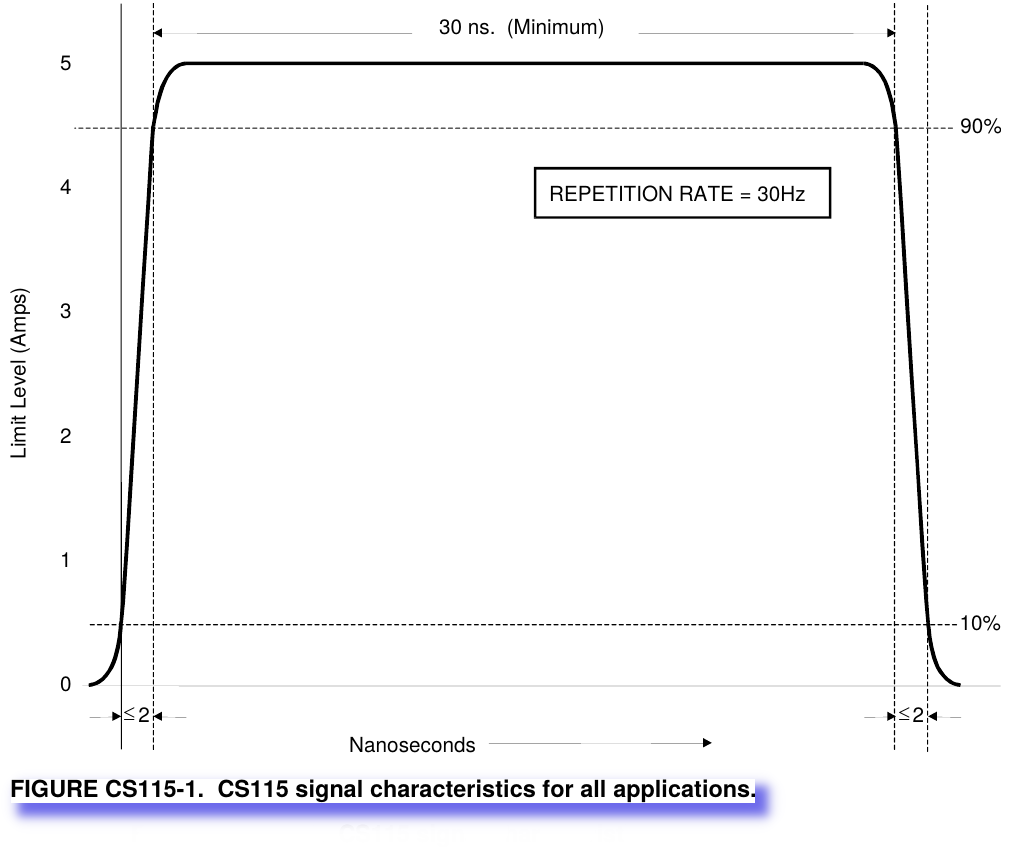 30 ns.  (Minimum)
5
90%
4
REPETITION RATE = 30Hz
3
Limit Level (Amps)
2
1
10%
0
≤ 2
≤ 2
Nanoseconds
FIGURE CS115-1.  CS115 signal characteristics for all applications.